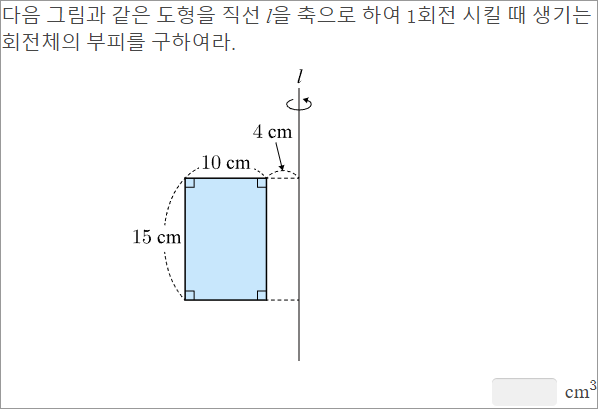 다음 그림과 같은 도형을 직선 l을 축으로 하여 1회전 시킬 때 생기는
회전체의 부피를 구하여라.
l
4 cm
10 cm
15 cm
cm³